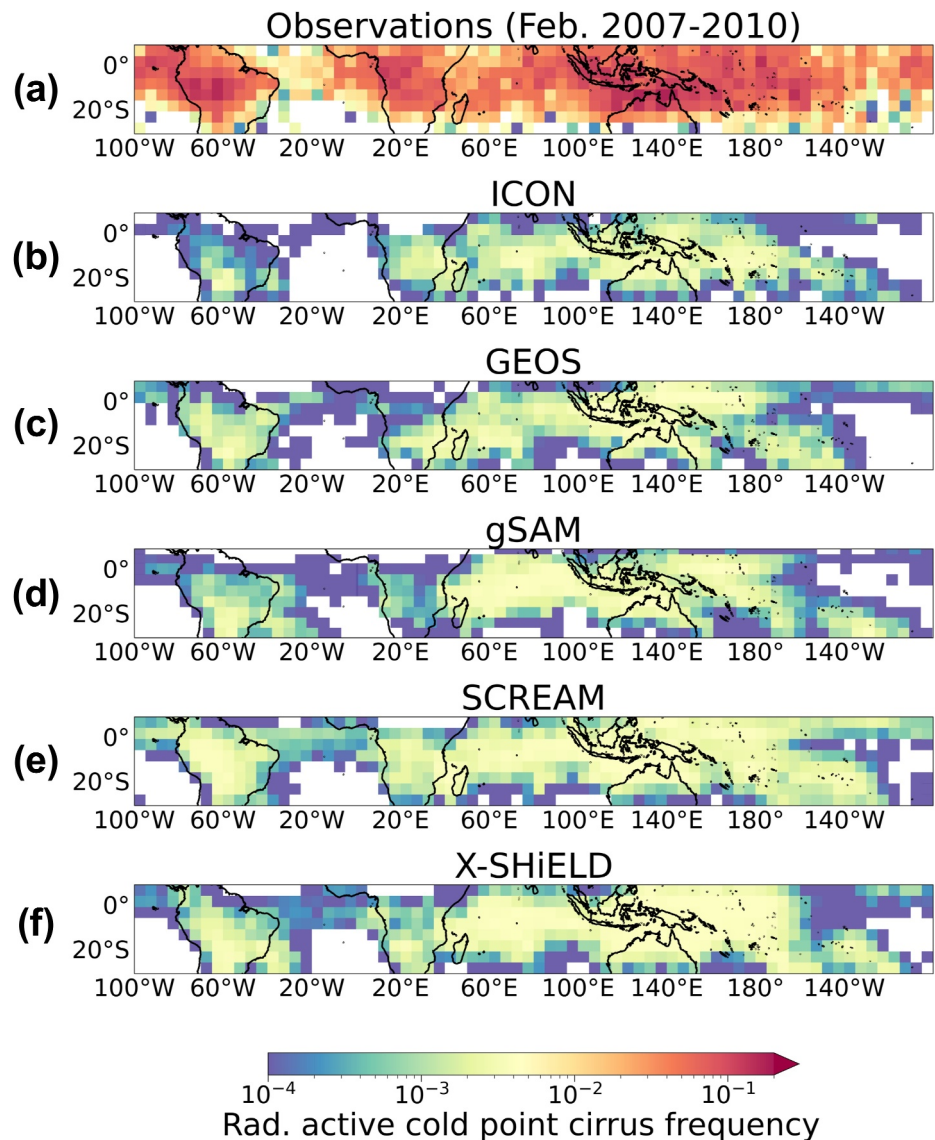 Observations (Feb. 2007-2010)
(a)
0°
20°S
100°W 60°W 20°W 20°E 60°E 100°E 140°E 180° 140°W
ICON
(b)
0°
20°S
100°W 60°W 20°W 20°E 60°E 100°E 140°E 180° 140°W
GEOS
(c)
0°
20°S
100°W 60°W 20°W 20°E 60°E 100°E 140°E 180° 140°W
gSAM
(d)
0°
20°S
100°W 60°W 20°W 20°E 60°E 100°E 140°E 180° 140°W
SCREAM
(e)
0°
20°S
100°W 60°W 20°W 20°E 60°E 100°E 140°E 180° 140°W
X-SHiELD
(f)
0°
20°S
100°W 60°W 20°W 20°E 60°E 100°E 140°E 180° 140°W
10⁻⁴ 10⁻³ 10⁻² 10⁻¹
Rad. active cold point cirrus frequency